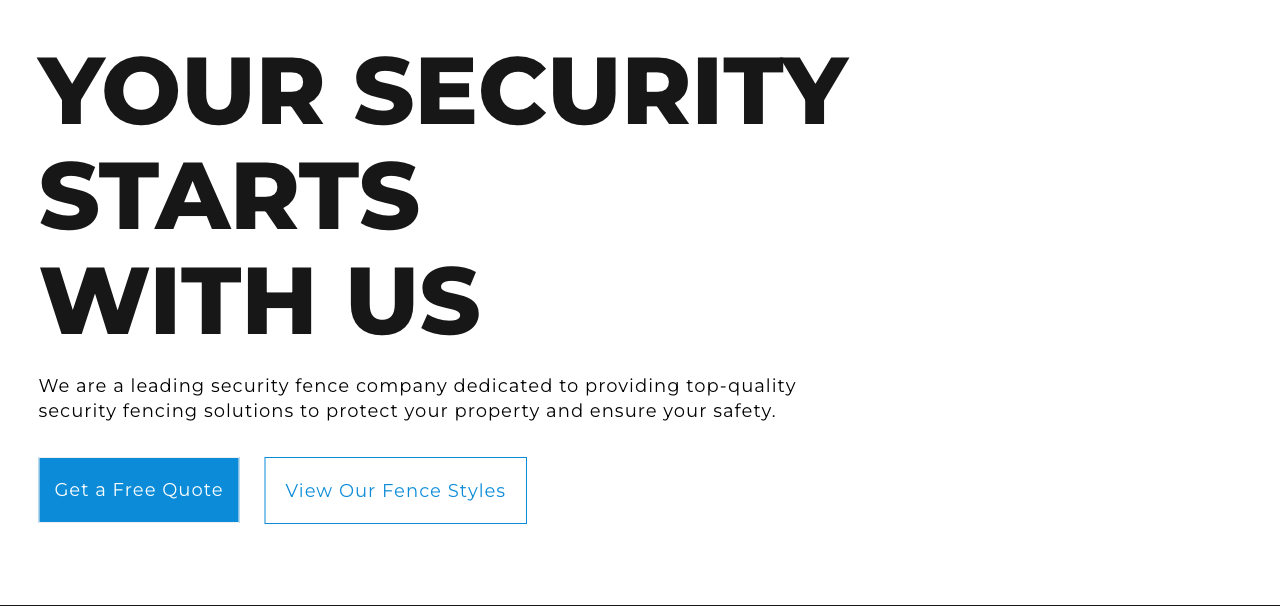 YOUR SECURITY
STARTS
WITH US
We are a leading security fence company dedicated to providing top-quality
security fencing solutions to protect your property and ensure your safety.
Get a Free Quote
View Our Fence Styles